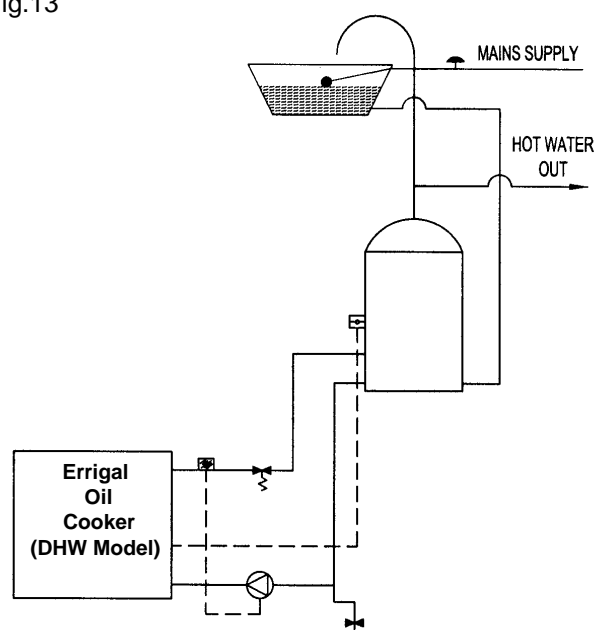 ig.13
MAINS SUPPLY
HOT WATER
OUT
Errigal
Oil
Cooker
(DHW Model)